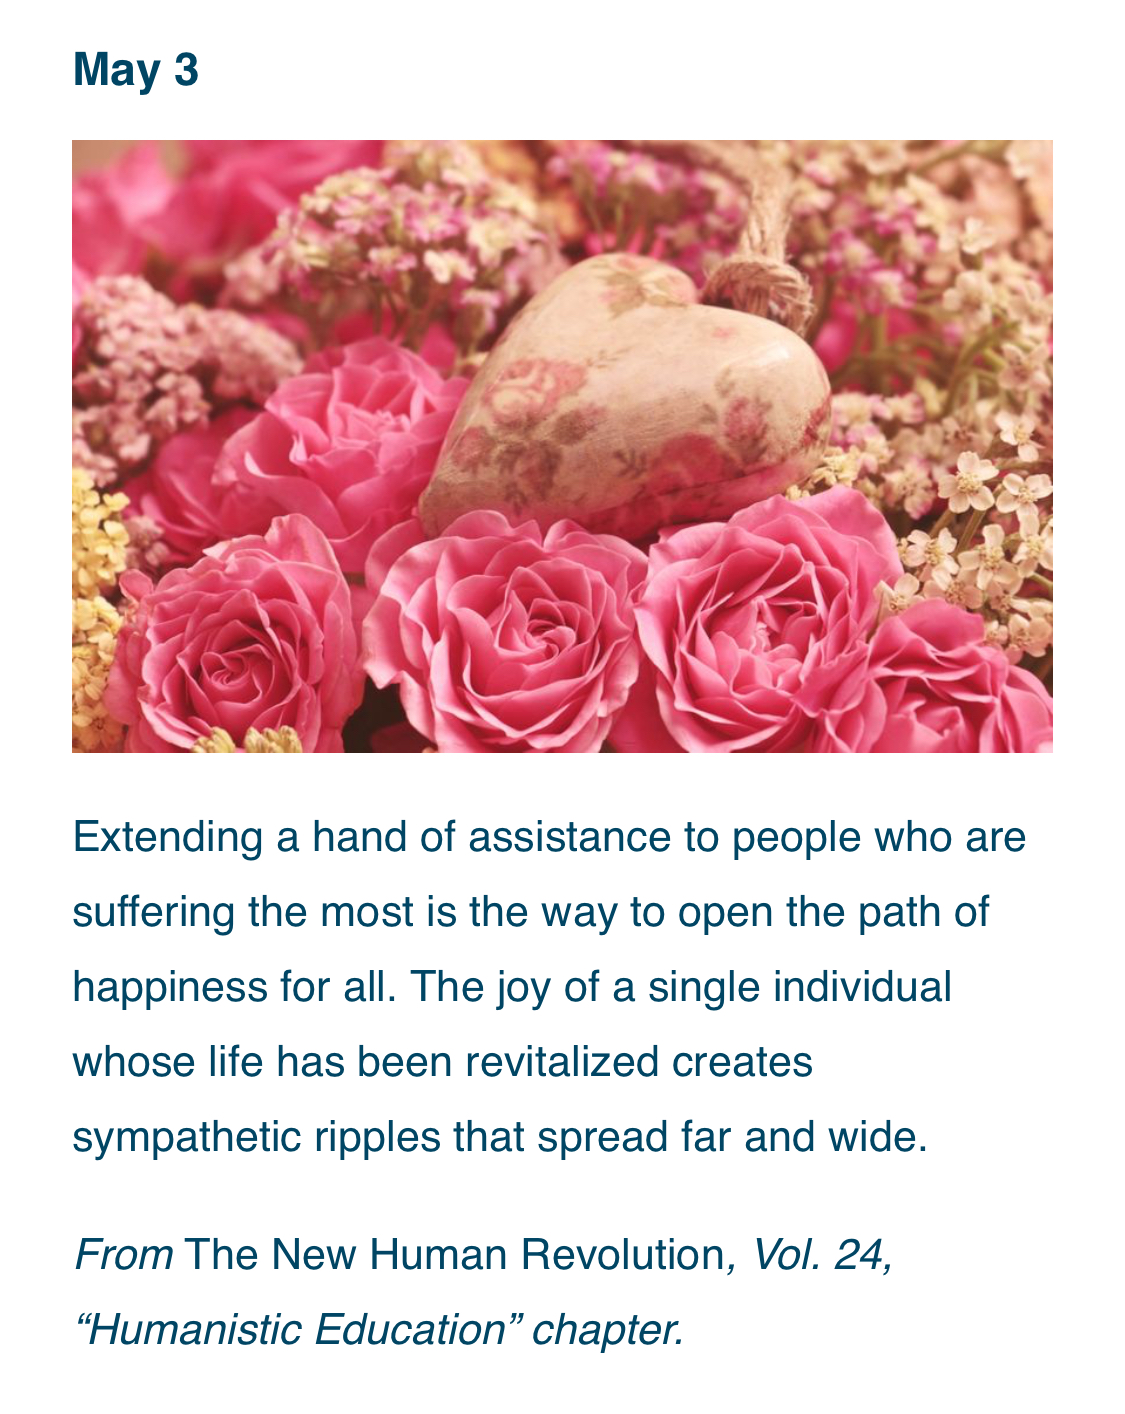 May 3
Extending a hand of assistance to people who are
suffering the most is the way to open the path of
happiness for all. The joy of a single individual
whose life has been revitalized creates
sympathetic ripples that spread far and wide.
From The New Human Revolution, Vol. 24,
“Humanistic Education” chapter.